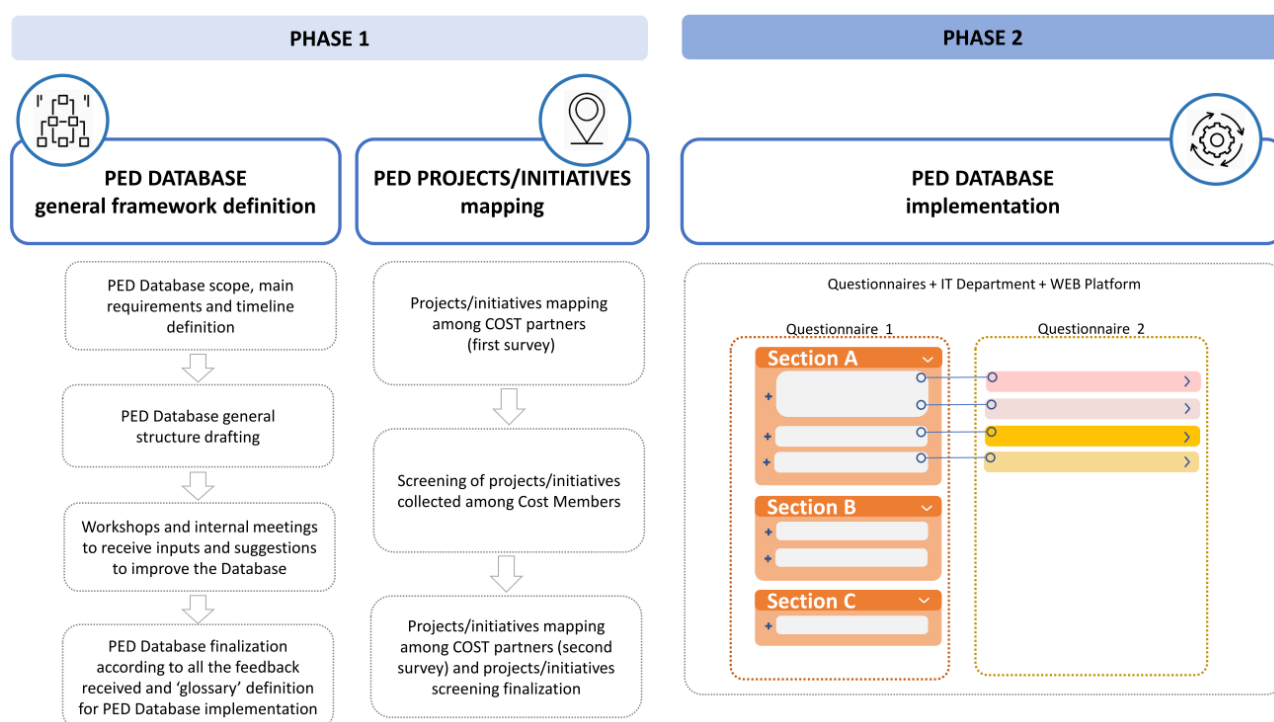 PHASE 1
PED DATABASE
general framework definition
PED Database scope, main
requirements and timeline
definition
PED Database general
structure drafting
Workshops and internal meetings
to receive inputs and suggestions
to improve the Database
PED Database finalization
according to all the feedback
received and ‘glossary’ definition
for PED Database implementation
PED PROJECTS/INITIATIVES
mapping
Projects/initiatives mapping
among COST partners
(first survey)
Screening of projects/initiatives
collected among Cost Members
Projects/initiatives mapping
among COST partners (second
survey) and projects/initiatives
screening finalization
PHASE 2
PED DATABASE
implementation
Questionnaires + IT Department + WEB Platform
Questionnaire 1
Section A
+
+
+
Section B
+
+
Section C
+
Questionnaire 2